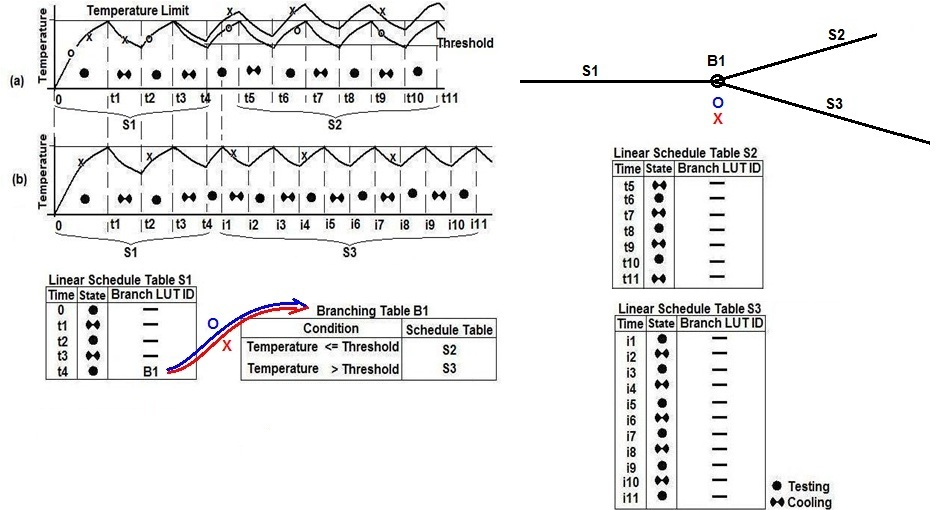 Temperature
Temperature Limit
Threshold
(a)
0 t1 t2 t3 t4 t5 t6 t7 t8 t9 t10 t11
S1 S2
Temperature
(b)
0 t1 t2 t3 t4 i1 i2 i3 i4 i5 i6 i7 i8 i9 i10 i11
S1 S3
S1
B1
S2
S3
O
X
Linear Schedule Table S1
Time State Branch LUT ID
0 —
t1 —
t2 —
t3 —
t4 B1
O
X
Branching Table B1
Condition Schedule Table
Temperature <= Threshold S2
Temperature > Threshold S3
Linear Schedule Table S2
Time State Branch LUT ID
t5 —
t6 —
t7 —
t8 —
t9 —
t10 —
t11 —
Linear Schedule Table S3
Time State Branch LUT ID
i1 —
i2 —
i3 —
i4 —
i5 —
i6 —
i7 —
i8 —
i9 —
i10 —
i11 —
Testing
Cooling